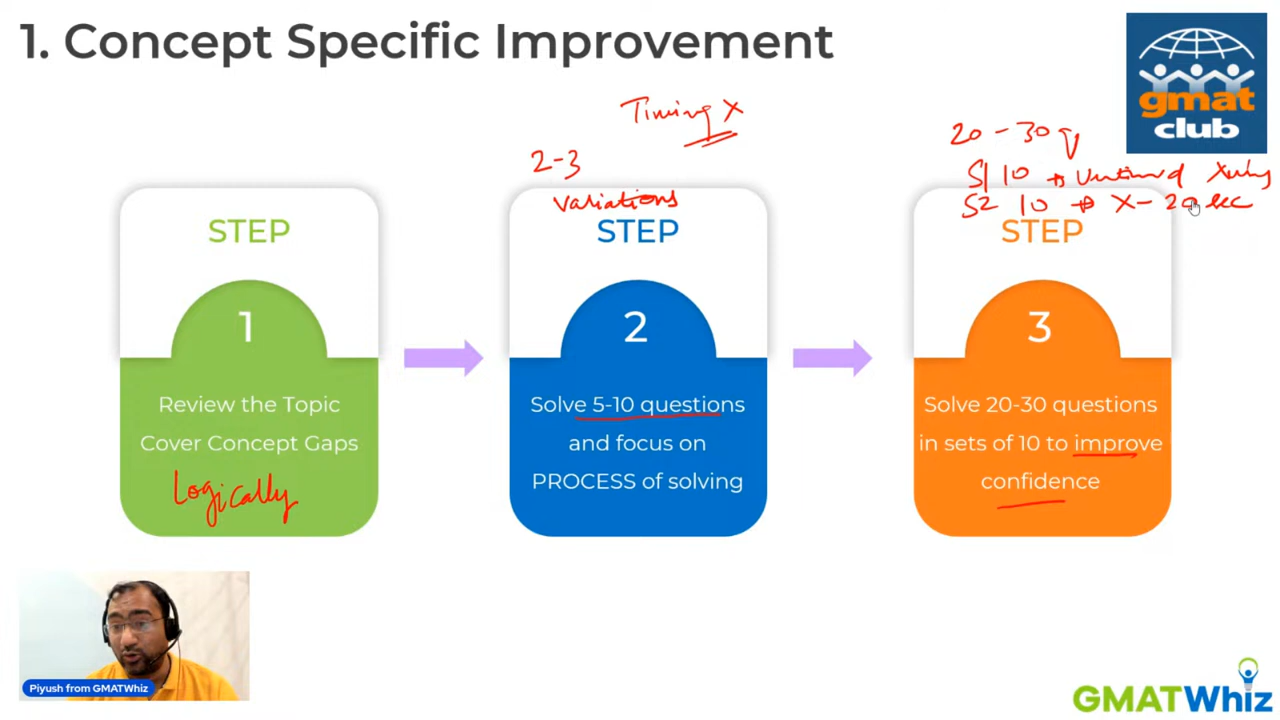 1. Concept Specific Improvement
gmat
club
Timing X
2-3
variations
20 - 30 q
S1 10 → Untimed X
S2 10 → X - 20 sec
STEP
1
Review the Topic
Cover Concept Gaps
Logically
STEP
2
Solve 5-10 questions
and focus on
PROCESS of solving
STEP
3
Solve 20-30 questions
in sets of 10 to improve
confidence
Piyush from GMATWhiz
GMATWhiz